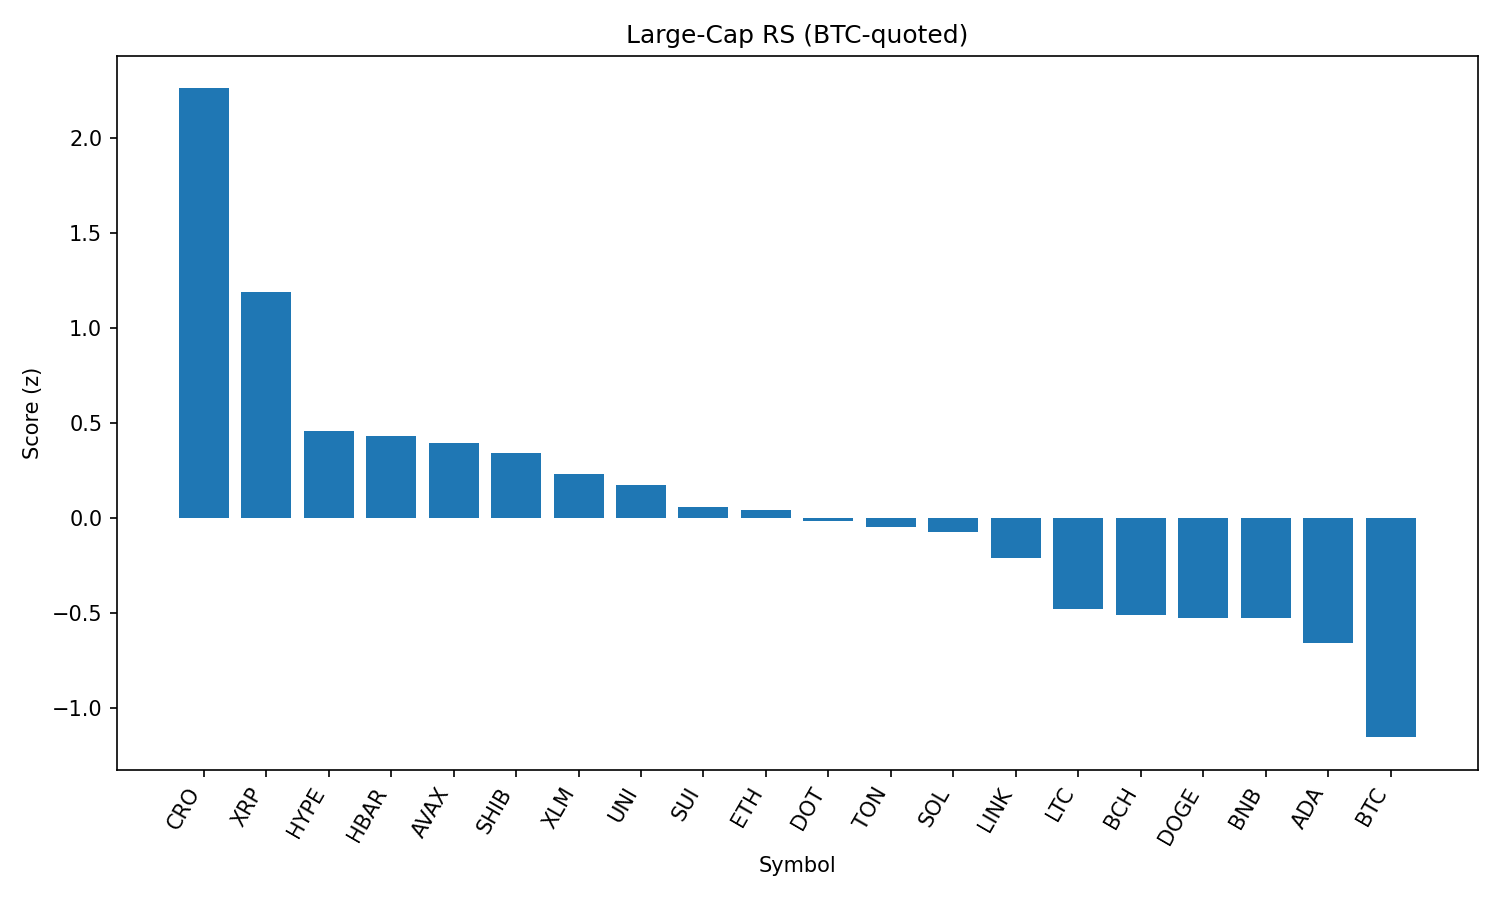 Large-Cap RS (BTC-quoted)
Score (z)
2.0
1.5
1.0
0.5
0.0
−0.5
−1.0
CRO
XRP
HYPE
HBAR
AVAX
SHIB
XLM
UNI
SUI
ETH
DOT
TON
SOL
LINK
LTC
BCH
DOGE
BNB
ADA
BTC
Symbol